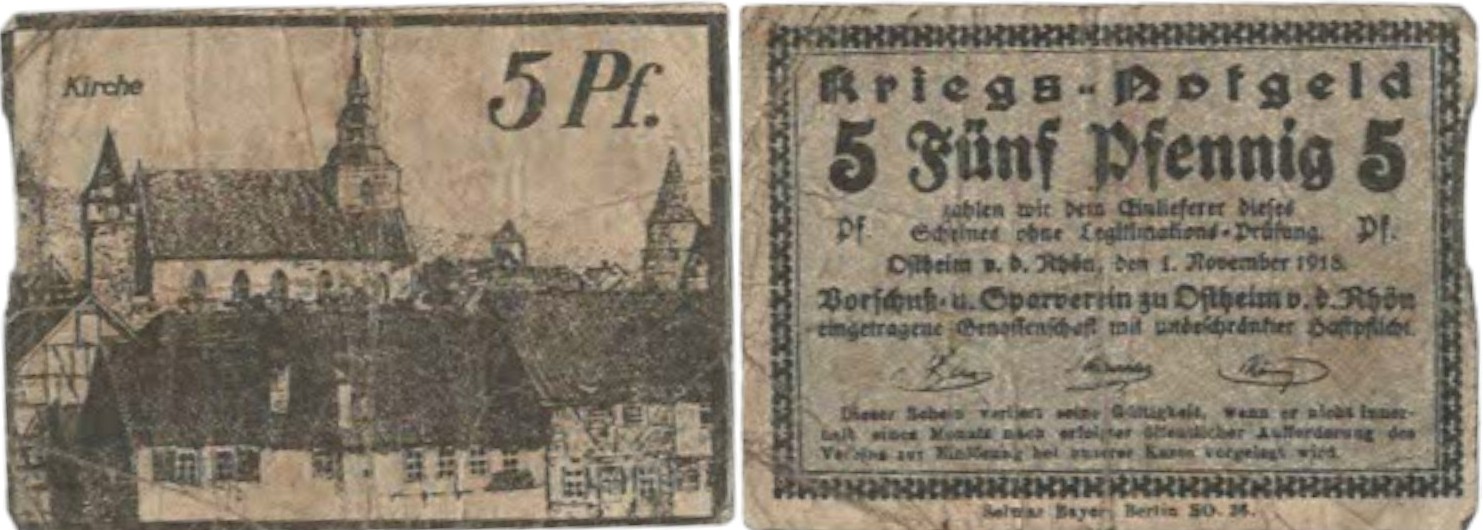 Kirche
5 Pf.
Kriegs-Notgeld
5 Fünf Pfennig 5
zahlen wir dem Einlieferer dieses
Pf. Scheines ohne Legitimations-Prüfung. Pf.
Ostheim v. d. Rhön, den 1. November 1918.
Vorschuß- u. Sparverein zu Ostheim v. d. Rhön
eingetragene Genossenschaft mit unbeschränkter Haftpflicht.
Dieser Schein verliert seine Gültigkeit, wenn er nicht inner-
halb eines Monats nach erfolgter öffentlicher Aufforderung des
Vereins zur Einlösung bei unserer Kasse vorgelegt wird.
Selmar Bayer, Berlin SO. 36.